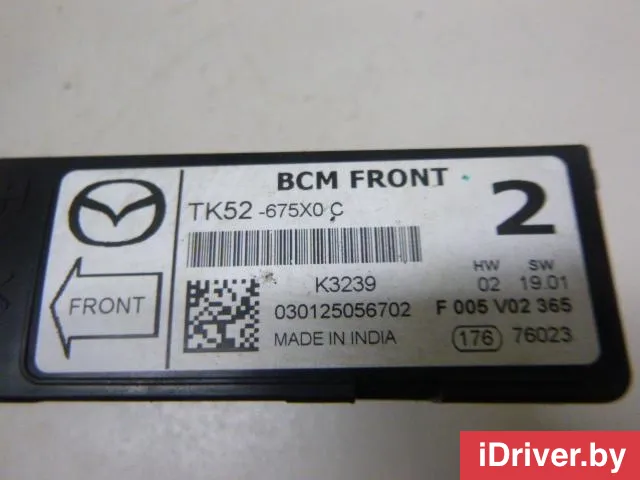 BCM FRONT
TK52 -675X0 C
2
K3239
HW SW
02 19.01
030125056702
F 005 V02 365
MADE IN INDIA
176 76023
FRONT
iDriver.by